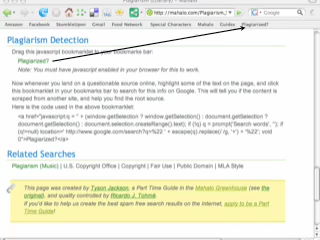 mahalo.com/Plagiarism_
Google
Amazon Facebook StumbleUpon Gmail Food Network Special Characters Mahalo Guides Plagiarized?
Plagiarism Detection
Drag this javascript bookmarklet to your bookmarks bar:
Plagiarized?
Note: You must have javascript enabled in your browser for this to work.
Now whenever you land on a questionable source online, highlight some of the text on the page, and click
this bookmarklet in your bookmarks bar to search for this info on Google. This will tell you if the content is
scraped from another site, and help you find the root source.
Here is the code used in the above bookmarklet:
<a href="javascript:q = " + (window.getSelection ? window.getSelection() : document.getSelection ?
document.getSelection() : document.selection.createRange().text); if (!q) q = prompt('Search words', ''); if
(q!=null) location=' http://www.google.com/search?q=%22 ' + escape(q).replace(/ /g, '+') + '%22'; void
0">Plagiarized?</a>
Related Searches
Plagiarism (Music) | U.S. Copyright Office | Copyright | Fair Use | Public Domain | MLA Style
This page was created by Tyson Jackson, a Part Time Guide in the Mahalo Greenhouse (see the
original), and quality controlled by Ricardo J. Tohmé.
If you'd like to help us create the best spam free search results on the internet, apply to be a Part
Time Guide!